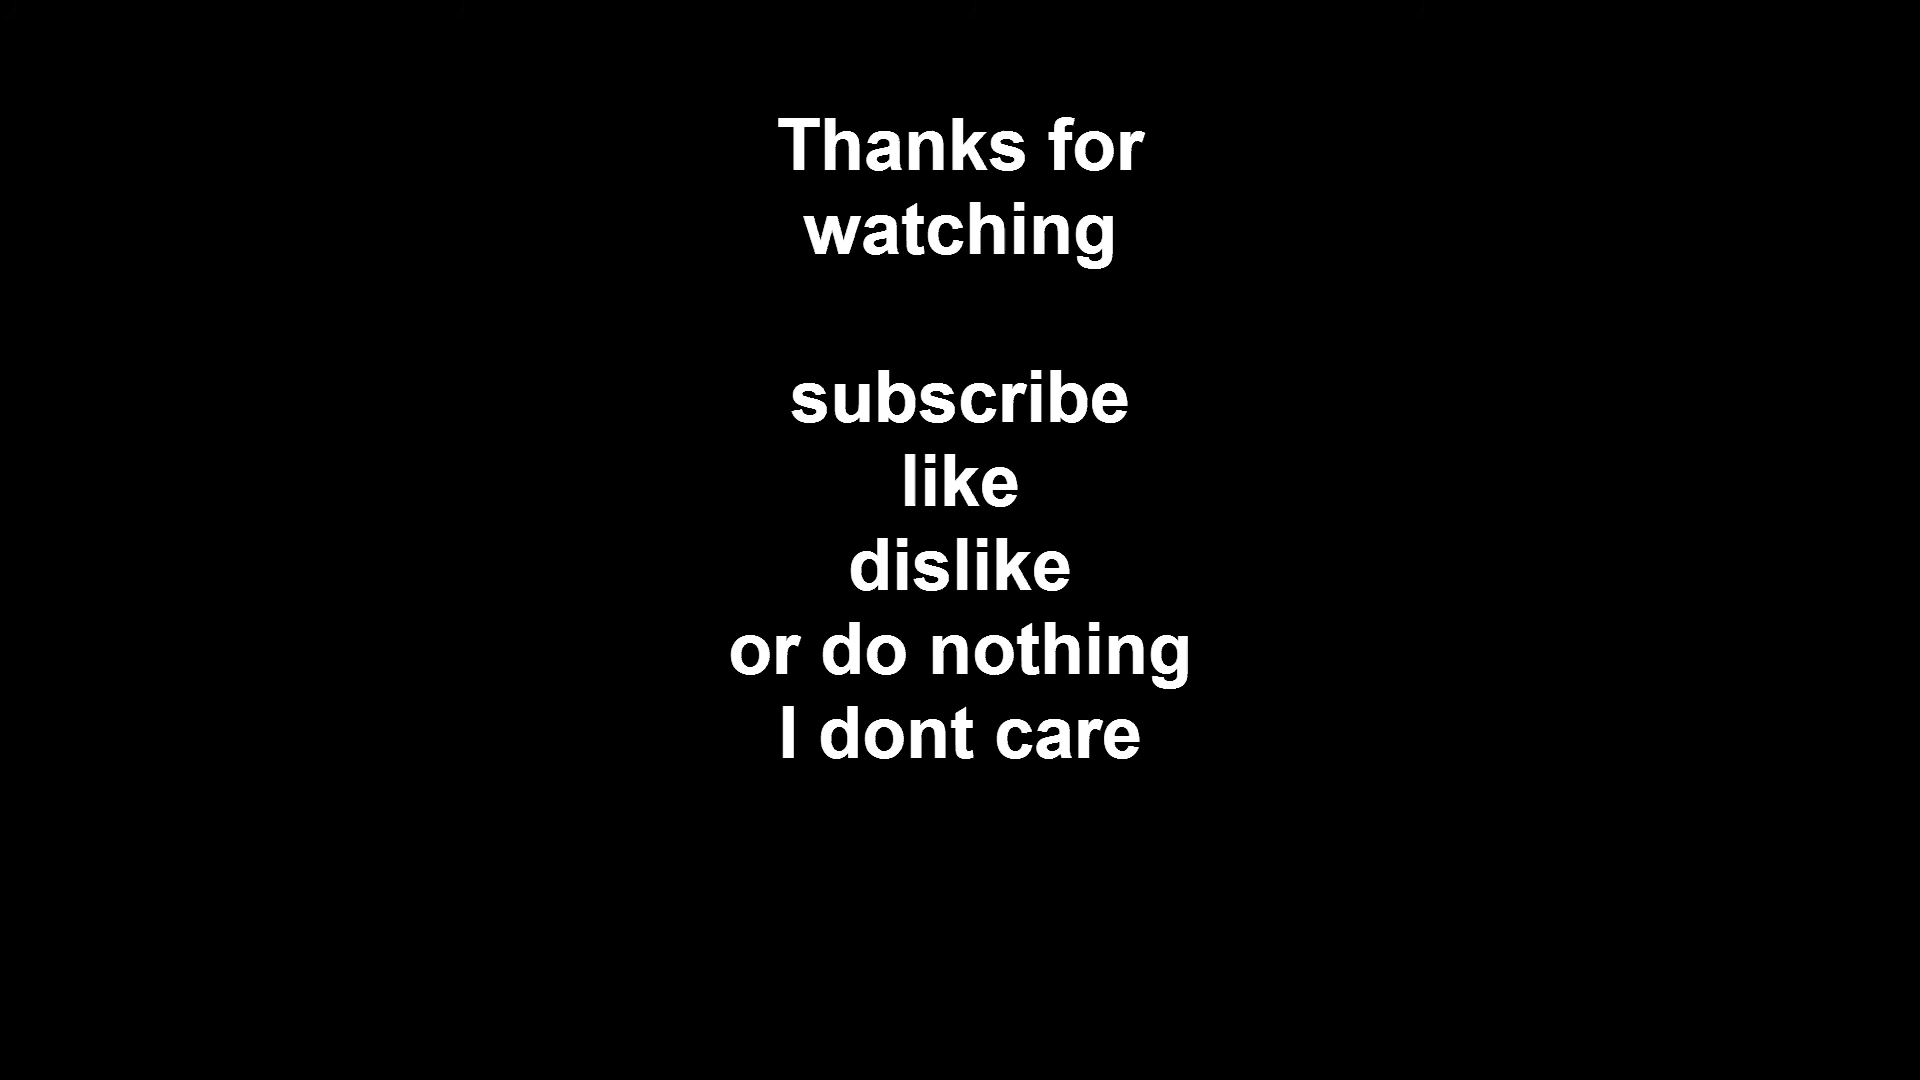 Thanks for
watching
subscribe
like
dislike
or do nothing
I dont care